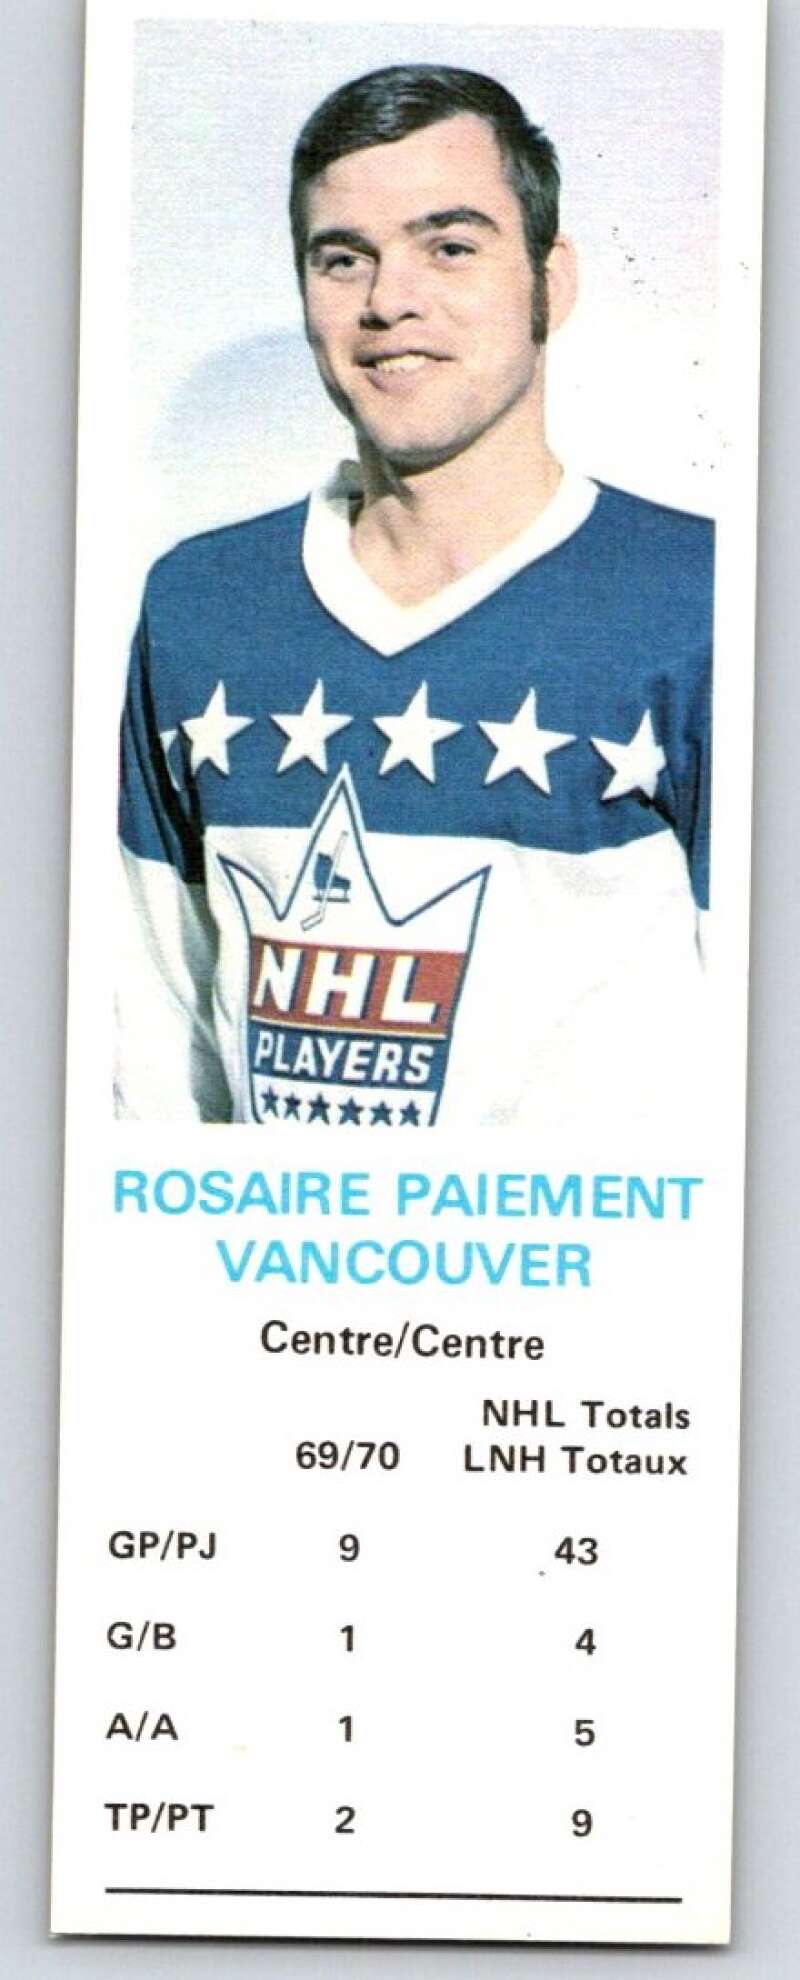 NHL
PLAYERS
ROSAIRE PAIEMENT
VANCOUVER
Centre/Centre
NHL Totals
69/70 LNH Totaux
GP/PJ 9 43
G/B 1 4
A/A 1 5
TP/PT 2 9